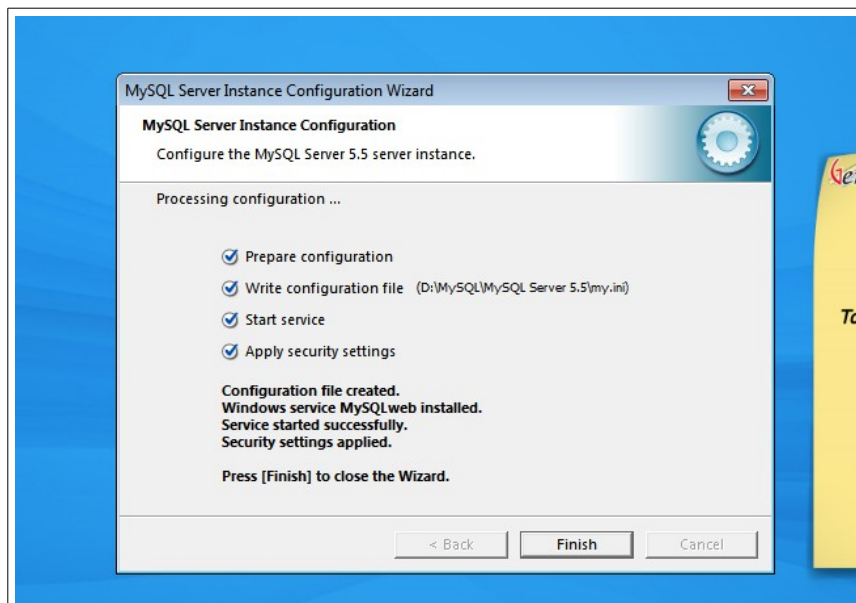 MySQL Server Instance Configuration Wizard
MySQL Server Instance Configuration
Configure the MySQL Server 5.5 server instance.
Processing configuration ...
Prepare configuration
Write configuration file (D:\MySQL\MySQL Server 5.5\my.ini)
Start service
Apply security settings
Configuration file created.
Windows service MySQLweb installed.
Service started successfully.
Security settings applied.
Press [Finish] to close the Wizard.
< Back Finish Cancel